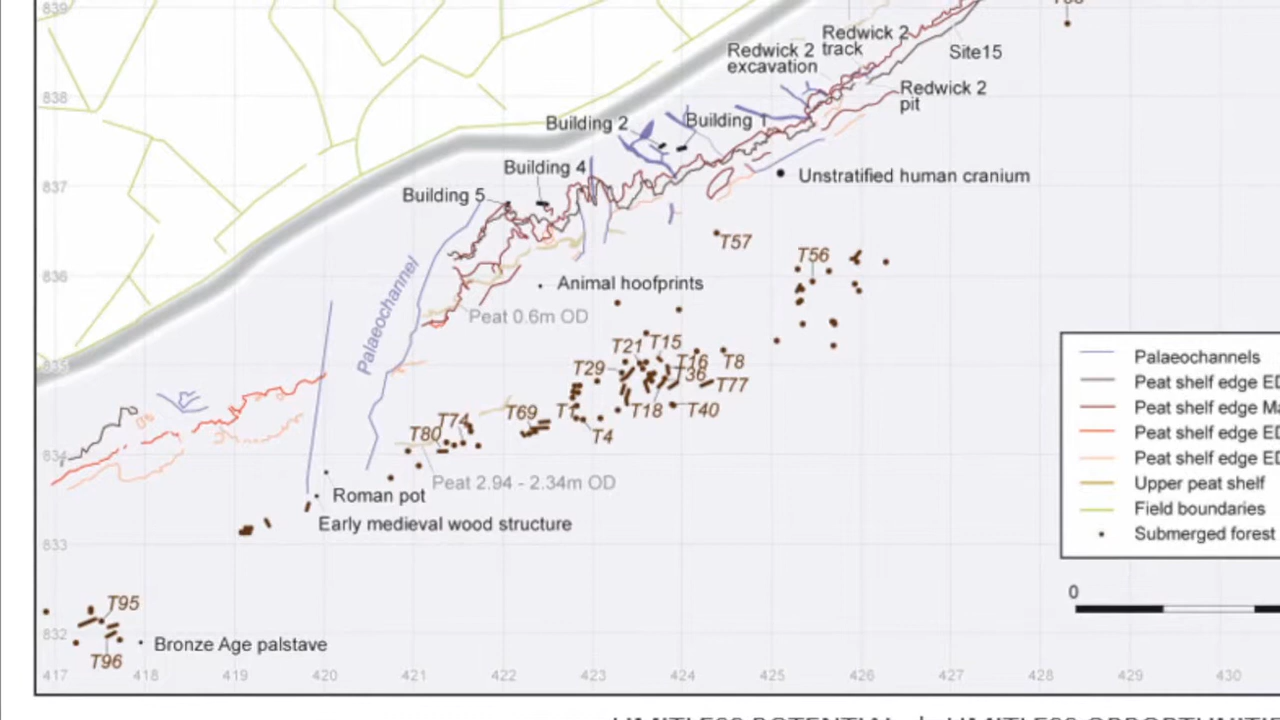 839
Redwick 2
track
Redwick 2
excavation
Site15
838
Redwick 2
pit
Building 2
Building 1
Building 4
837
Unstratified human cranium
Building 5
T57
T56
836
Palaeochannel
Animal hoofprints
Peat 0.6m OD
T21
T15
835
T29
T16
T8
T36
T77
T69
T1
T18
T40
T74
T80
T4
834
Peat 2.94 - 2.34m OD
Roman pot
Early medieval wood structure
833
T95
832
Bronze Age palstave
T96
417
418
419
420
421
422
423
424
425
426
427
428
429
430
Palaeochannels
Peat shelf edge
Peat shelf edge
Peat shelf edge
Peat shelf edge
Upper peat shelf
Field boundaries
Submerged forest
0
LIMITLESS POTENTIAL | LIMITLESS